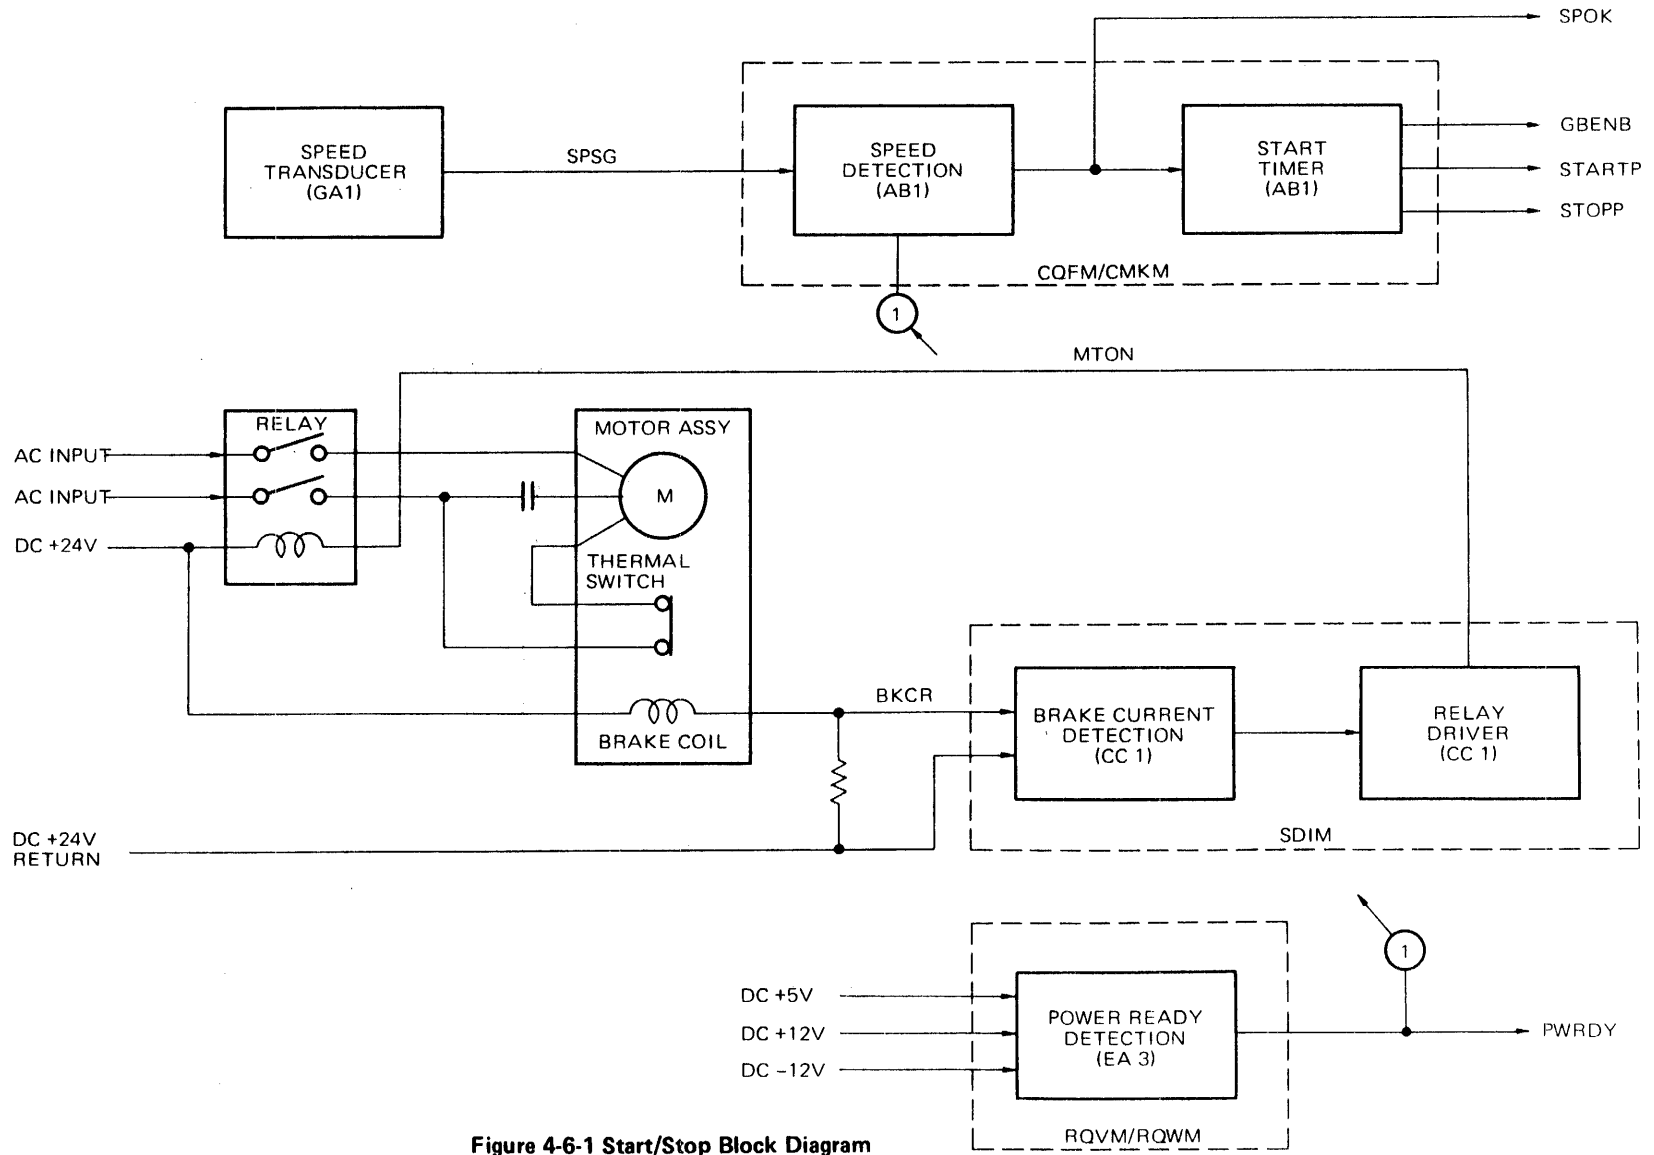 SPOK
SPEED
TRANSDUCER
(GA1)
SPSG
SPEED
DETECTION
(AB1)
START
TIMER
(AB1)
GBENB
STARTP
STOPP
CQFM/CMKM
1
MTON
RELAY
AC INPUT
AC INPUT
DC +24V
MOTOR ASSY
M
THERMAL
SWITCH
BRAKE COIL
BKCR
BRAKE CURRENT
DETECTION
(CC 1)
RELAY
DRIVER
(CC 1)
SDIM
DC +24V
RETURN
1
DC +5V
DC +12V
DC –12V
POWER READY
DETECTION
(EA 3)
PWRDY
RQVM/RQWM
Figure 4-6-1 Start/Stop Block Diagram